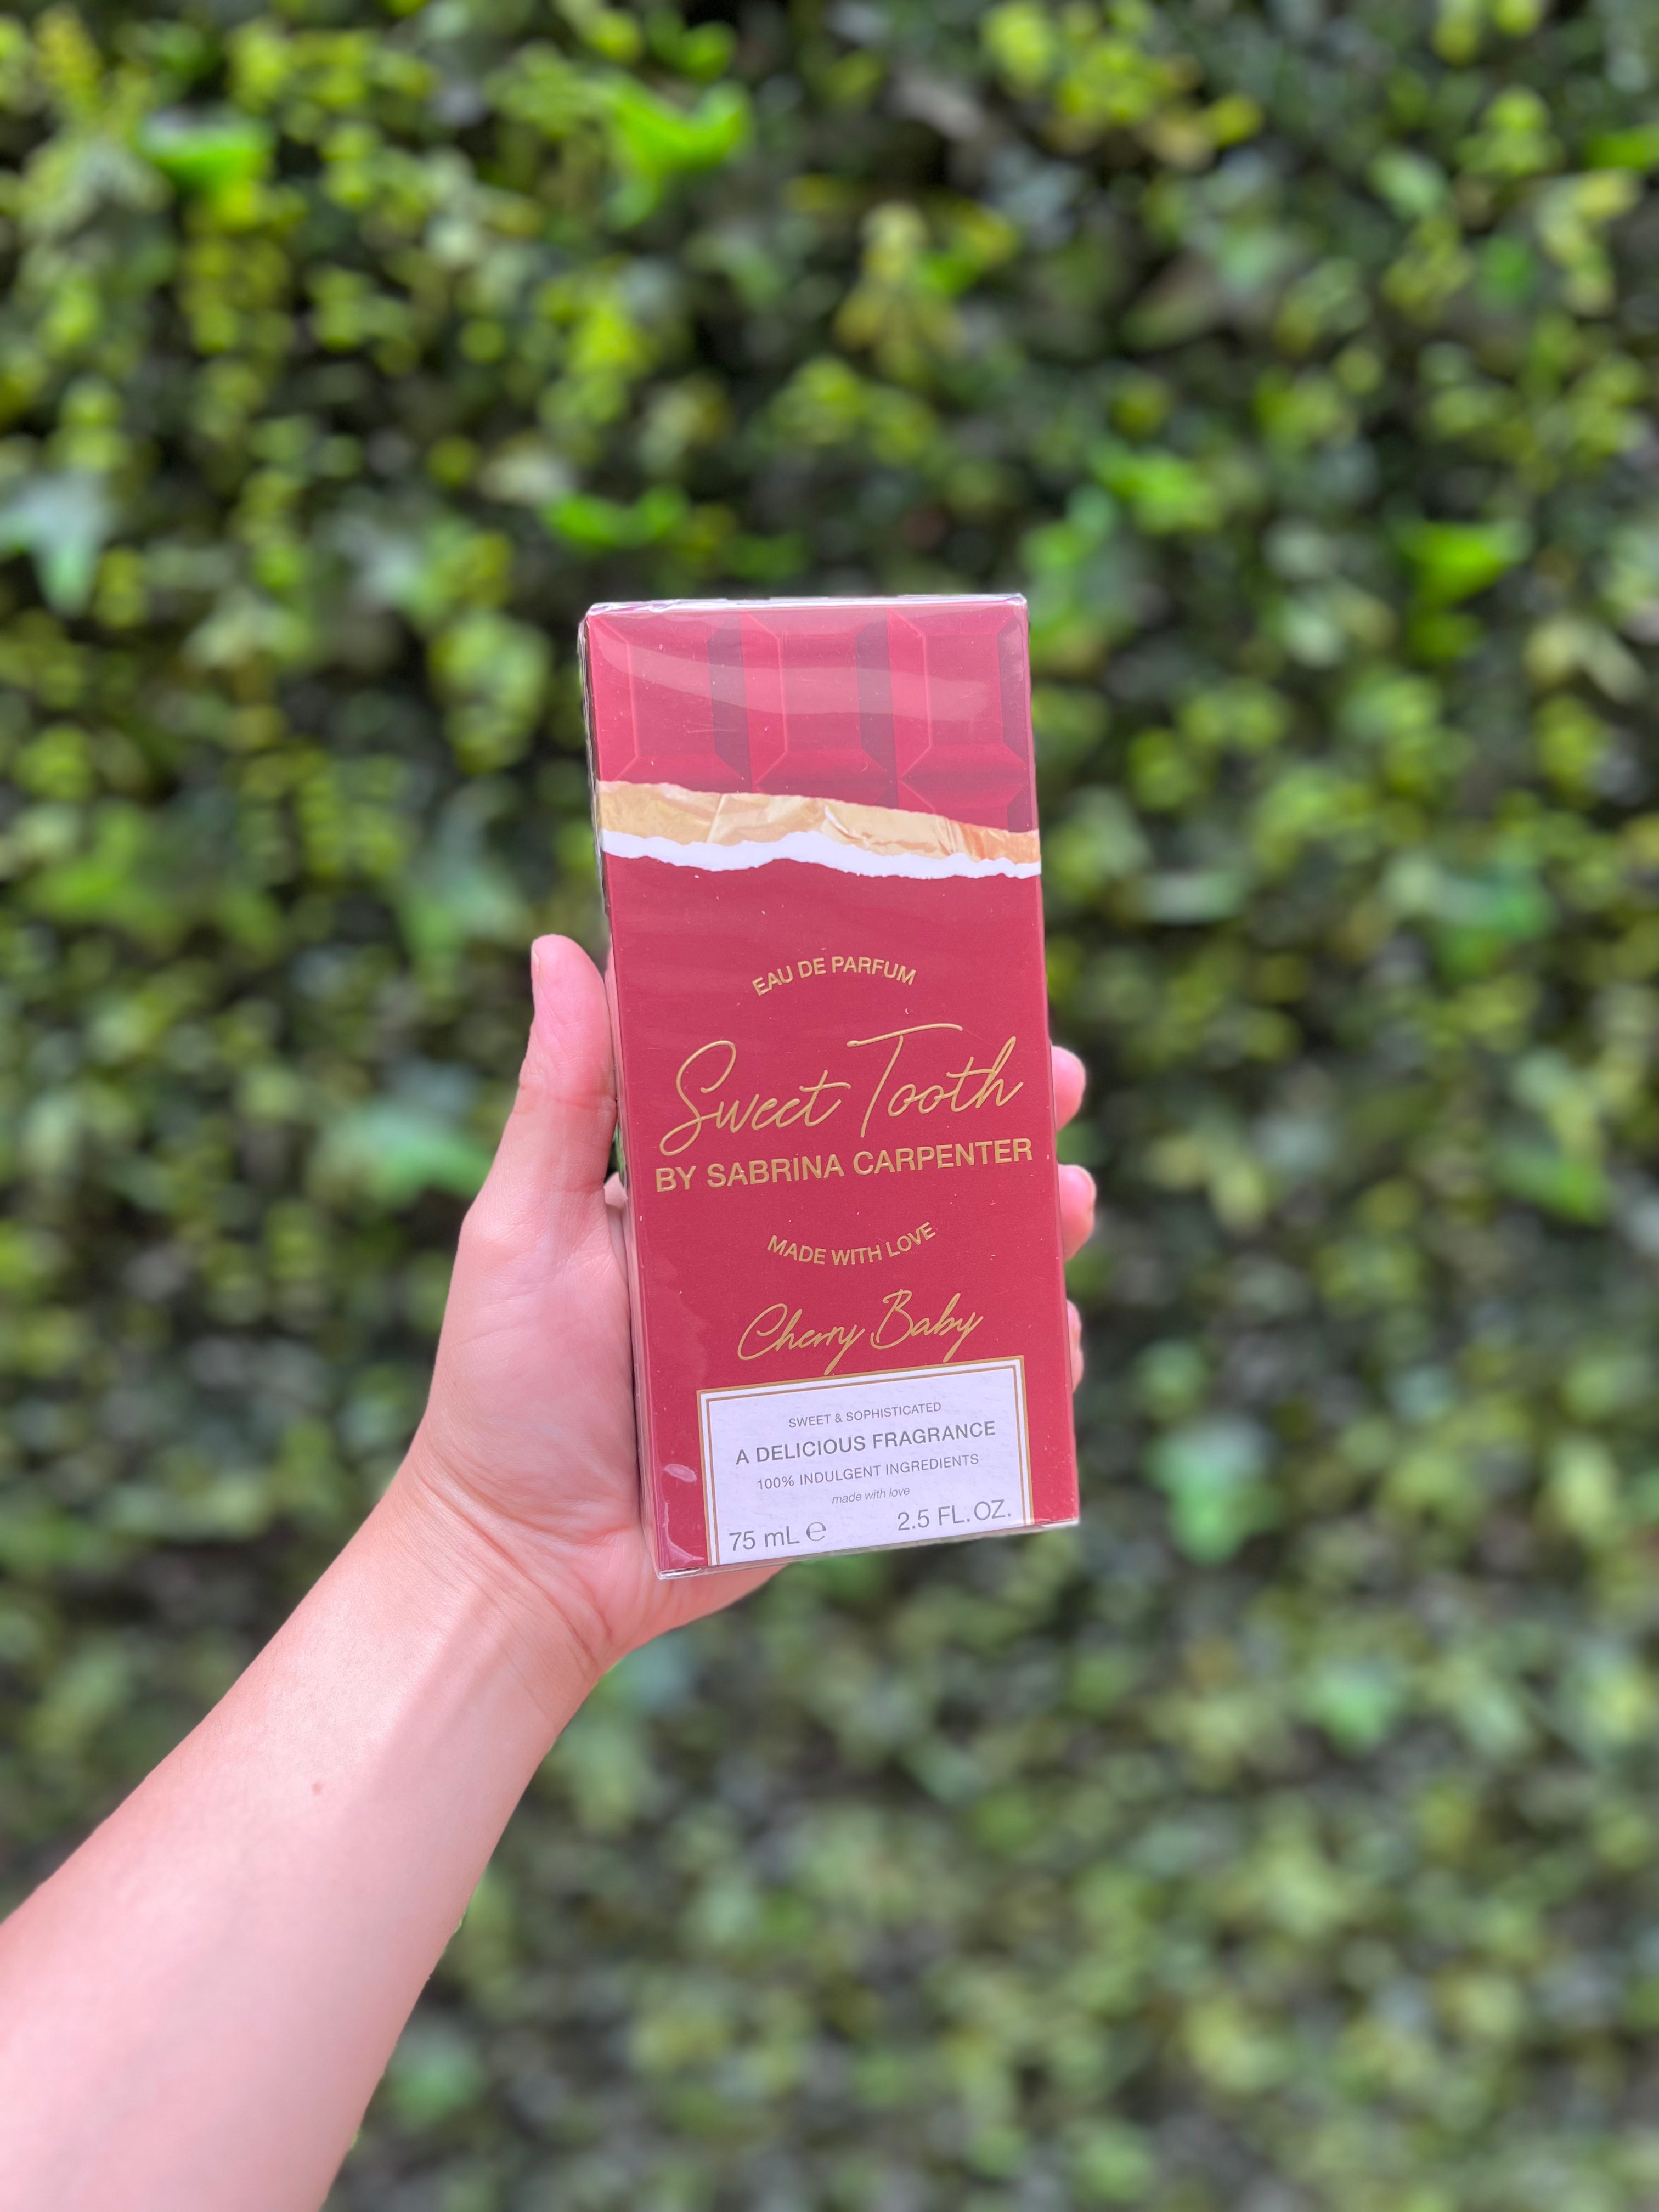 EAU DE PARFUM
Sweet Tooth
BY SABRINA CARPENTER
MADE WITH LOVE
Cherry Baby
SWEET & SOPHISTICATED
A DELICIOUS FRAGRANCE
100% INDULGENT INGREDIENTS
made with love
75 mL ℮ 2.5 FL.OZ.